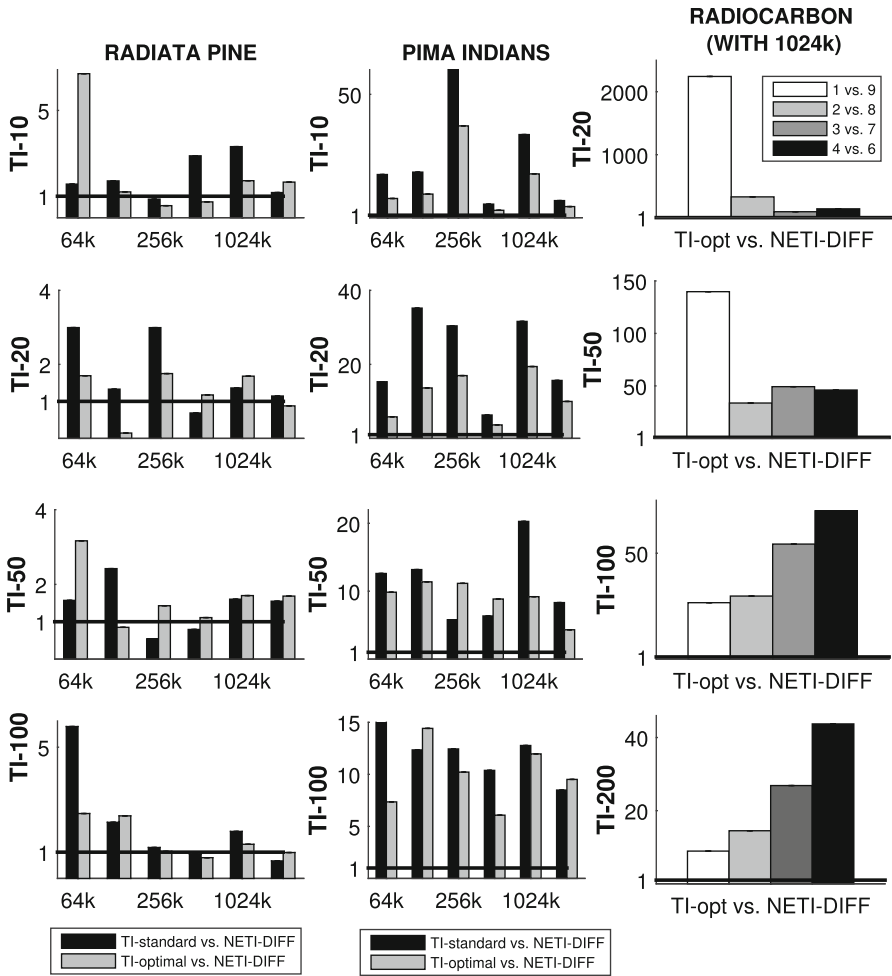 RADIATA PINE
PIMA INDIANS
RADIOCARBON
(WITH 1024k)
TI-10
5
1
64k 256k 1024k
TI-10
50
1
64k 256k 1024k
TI-20
2000
1000
1
1 vs. 9
2 vs. 8
3 vs. 7
4 vs. 6
TI-opt vs. NETI-DIFF
TI-20
4
2
1
64k 256k 1024k
TI-20
40
20
1
64k 256k 1024k
TI-50
150
100
50
1
TI-opt vs. NETI-DIFF
TI-50
4
2
1
64k 256k 1024k
TI-50
20
10
1
64k 256k 1024k
TI-100
50
1
TI-opt vs. NETI-DIFF
TI-100
5
1
64k 256k 1024k
TI-100
15
10
5
1
64k 256k 1024k
TI-200
40
20
1
TI-opt vs. NETI-DIFF
TI-standard vs. NETI-DIFF
TI-optimal vs. NETI-DIFF
TI-standard vs. NETI-DIFF
TI-optimal vs. NETI-DIFF